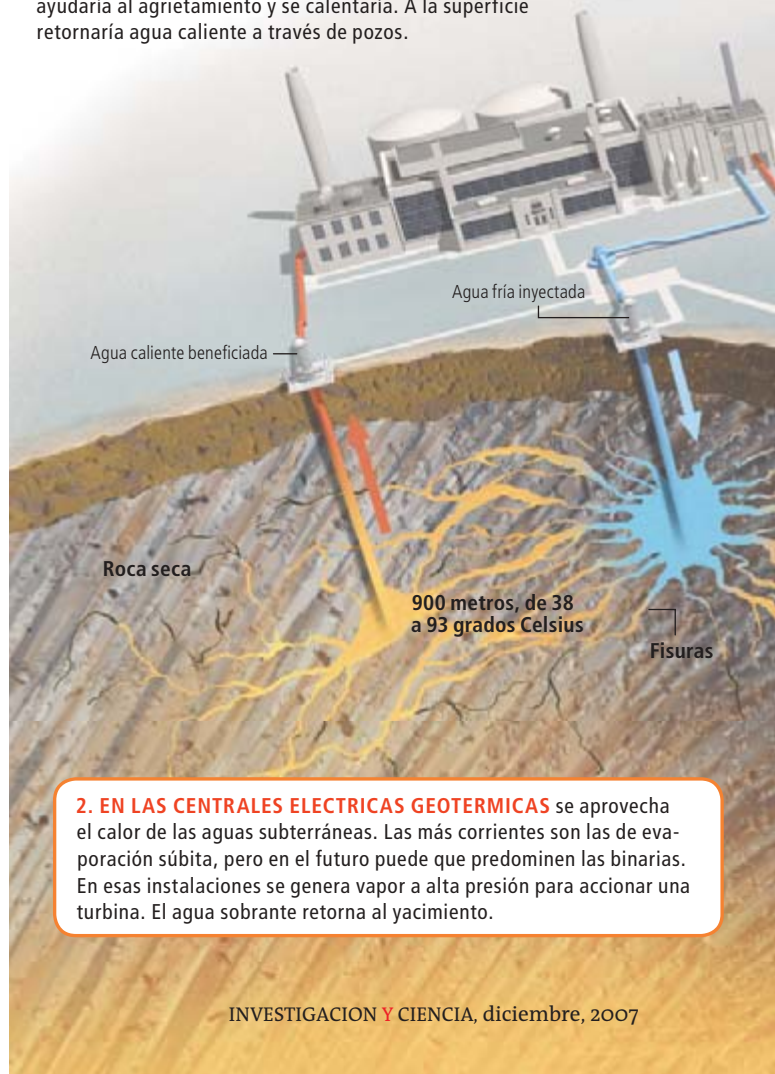 ayudaría al agrietamiento y se calentaría. A la superficie
retornaría agua caliente a través de pozos.
Agua fría inyectada
Agua caliente beneficiada
Roca seca
900 metros, de 38
a 93 grados Celsius
Fisuras
2. EN LAS CENTRALES ELECTRICAS GEOTERMICAS se aprovecha
el calor de las aguas subterráneas. Las más corrientes son las de eva-
poración súbita, pero en el futuro puede que predominen las binarias.
En esas instalaciones se genera vapor a alta presión para accionar una
turbina. El agua sobrante retorna al yacimiento.
INVESTIGACION Y CIENCIA, diciembre, 2007